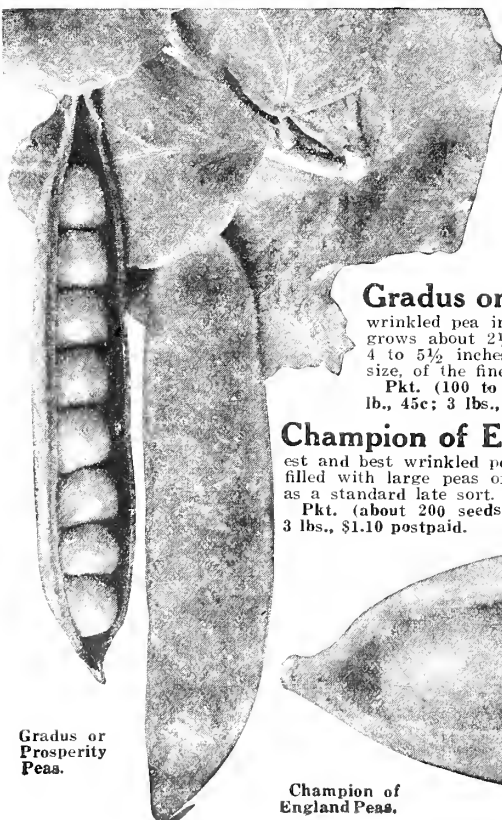 Gradus or
wrinkled pea in
grows about 2½
4 to 5½ inches
size, of the fine
Pkt. (100 to
lb., 45c; 3 lbs.,
Champion of E
est and best wrinkled pe
filled with large peas of
as a standard late sort.
Pkt. (about 200 seeds
3 lbs., $1.10 postpaid.
Gradus or
Prosperity
Peas.
Champion of
England Peas.